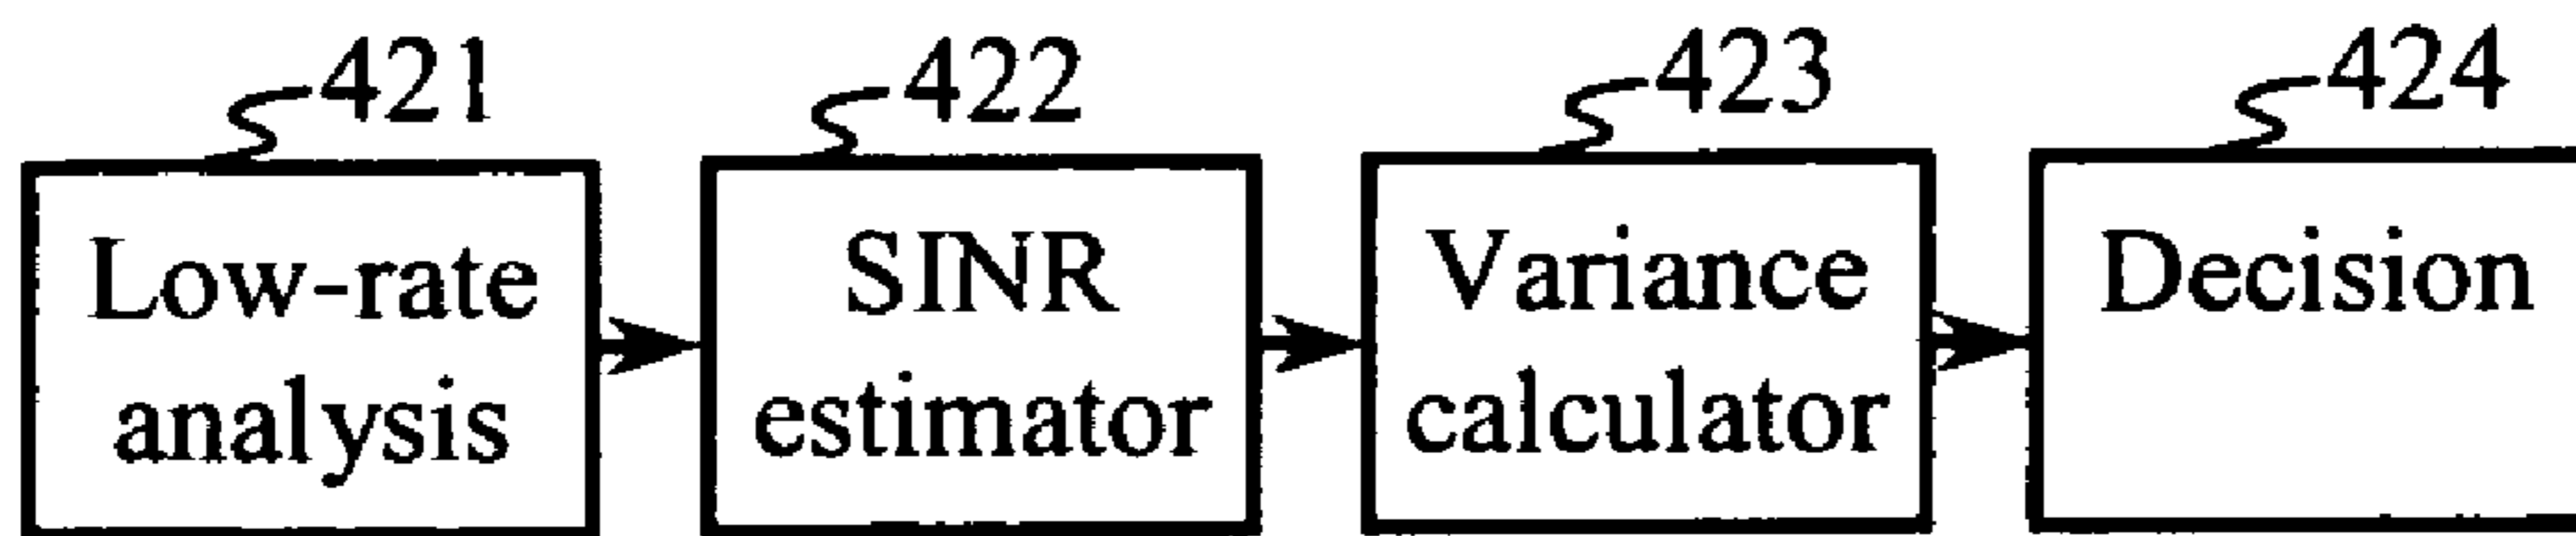 421 422 423 424
Low-rate SINR Variance Decision
analysis estimator calculator